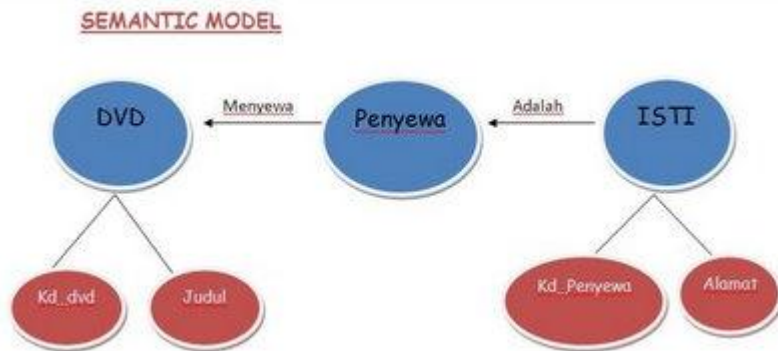 SEMANTIC MODEL
DVD
Menyewa
Penyewa
Adalah
ISTI
Kd_dvd
Judul
Kd_Penyewa
Alamat